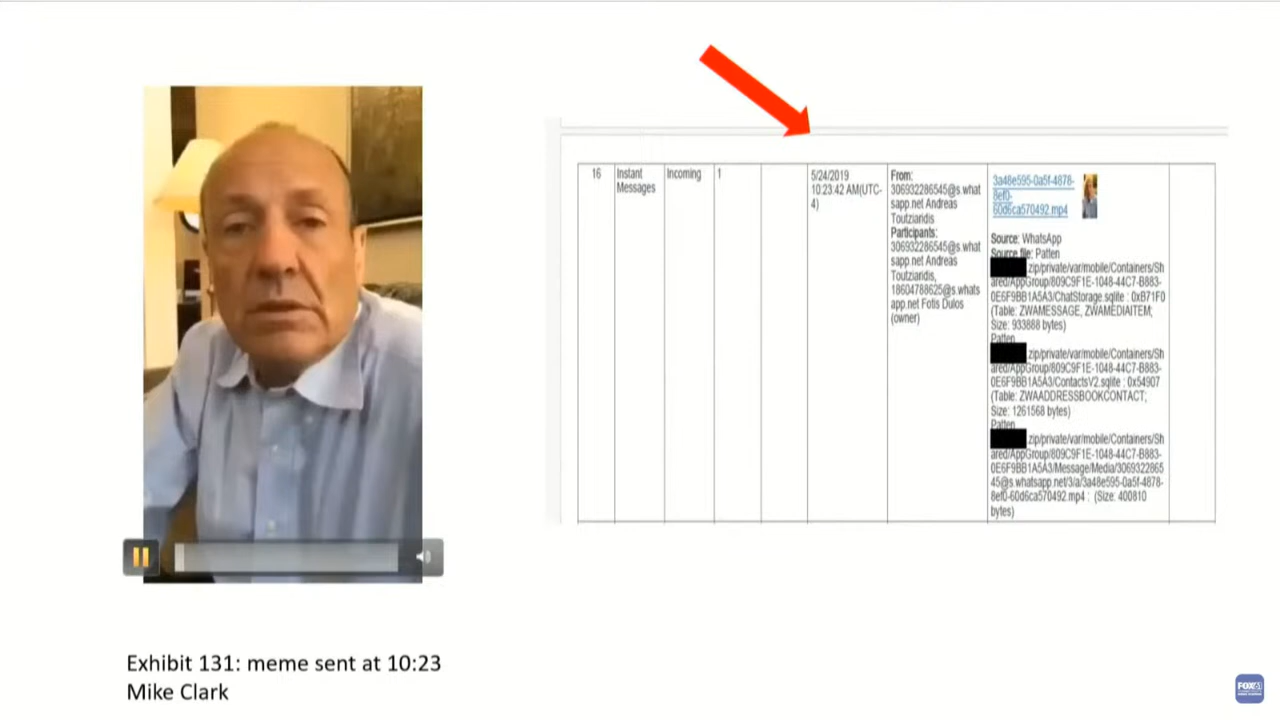 16
Instant
Messages
Incoming
1
5/24/2019
10:23:42 AM(UTC-
4)
From:
306932286545@s.what
sapp.net Andreas
Toutziaridis
Participants:
306932286545@s.what
sapp.net Andreas
Toutziaridis,
18604788625@s.whats
app.net Fotis Dulos
(owner)
3a48e595-0a5f-4878-
8ef0-
60d6ca570492.mp4
Source: WhatsApp
Source file: Patten
.zip/private/var/mobile/Containers/Sh
ared/AppGroup/809C9F1E-1048-44C7-B883-
0E6F9BB1A5A3/ChatStorage.sqlite : 0xB71F0
(Table: ZWAMESSAGE, ZWAMEDIAITEM;
Size: 933888 bytes)
Patten
.zip/private/var/mobile/Containers/Sh
ared/AppGroup/809C9F1E-1048-44C7-B883-
0E6F9BB1A5A3/ContactsV2.sqlite : 0x54907
(Table: ZWAADDRESSBOOKCONTACT;
Size: 1261568 bytes)
Patten
.zip/private/var/mobile/Containers/Sh
ared/AppGroup/809C9F1E-1048-44C7-B883-
0E6F9BB1A5A3/Message/Media/3069322865
45@s.whatsapp.net/3/a/3a48e595-0a5f-4878-
8ef0-60d6ca570492.mp4 : (Size: 400810
bytes)
Exhibit 131: meme sent at 10:23
Mike Clark
FOX61